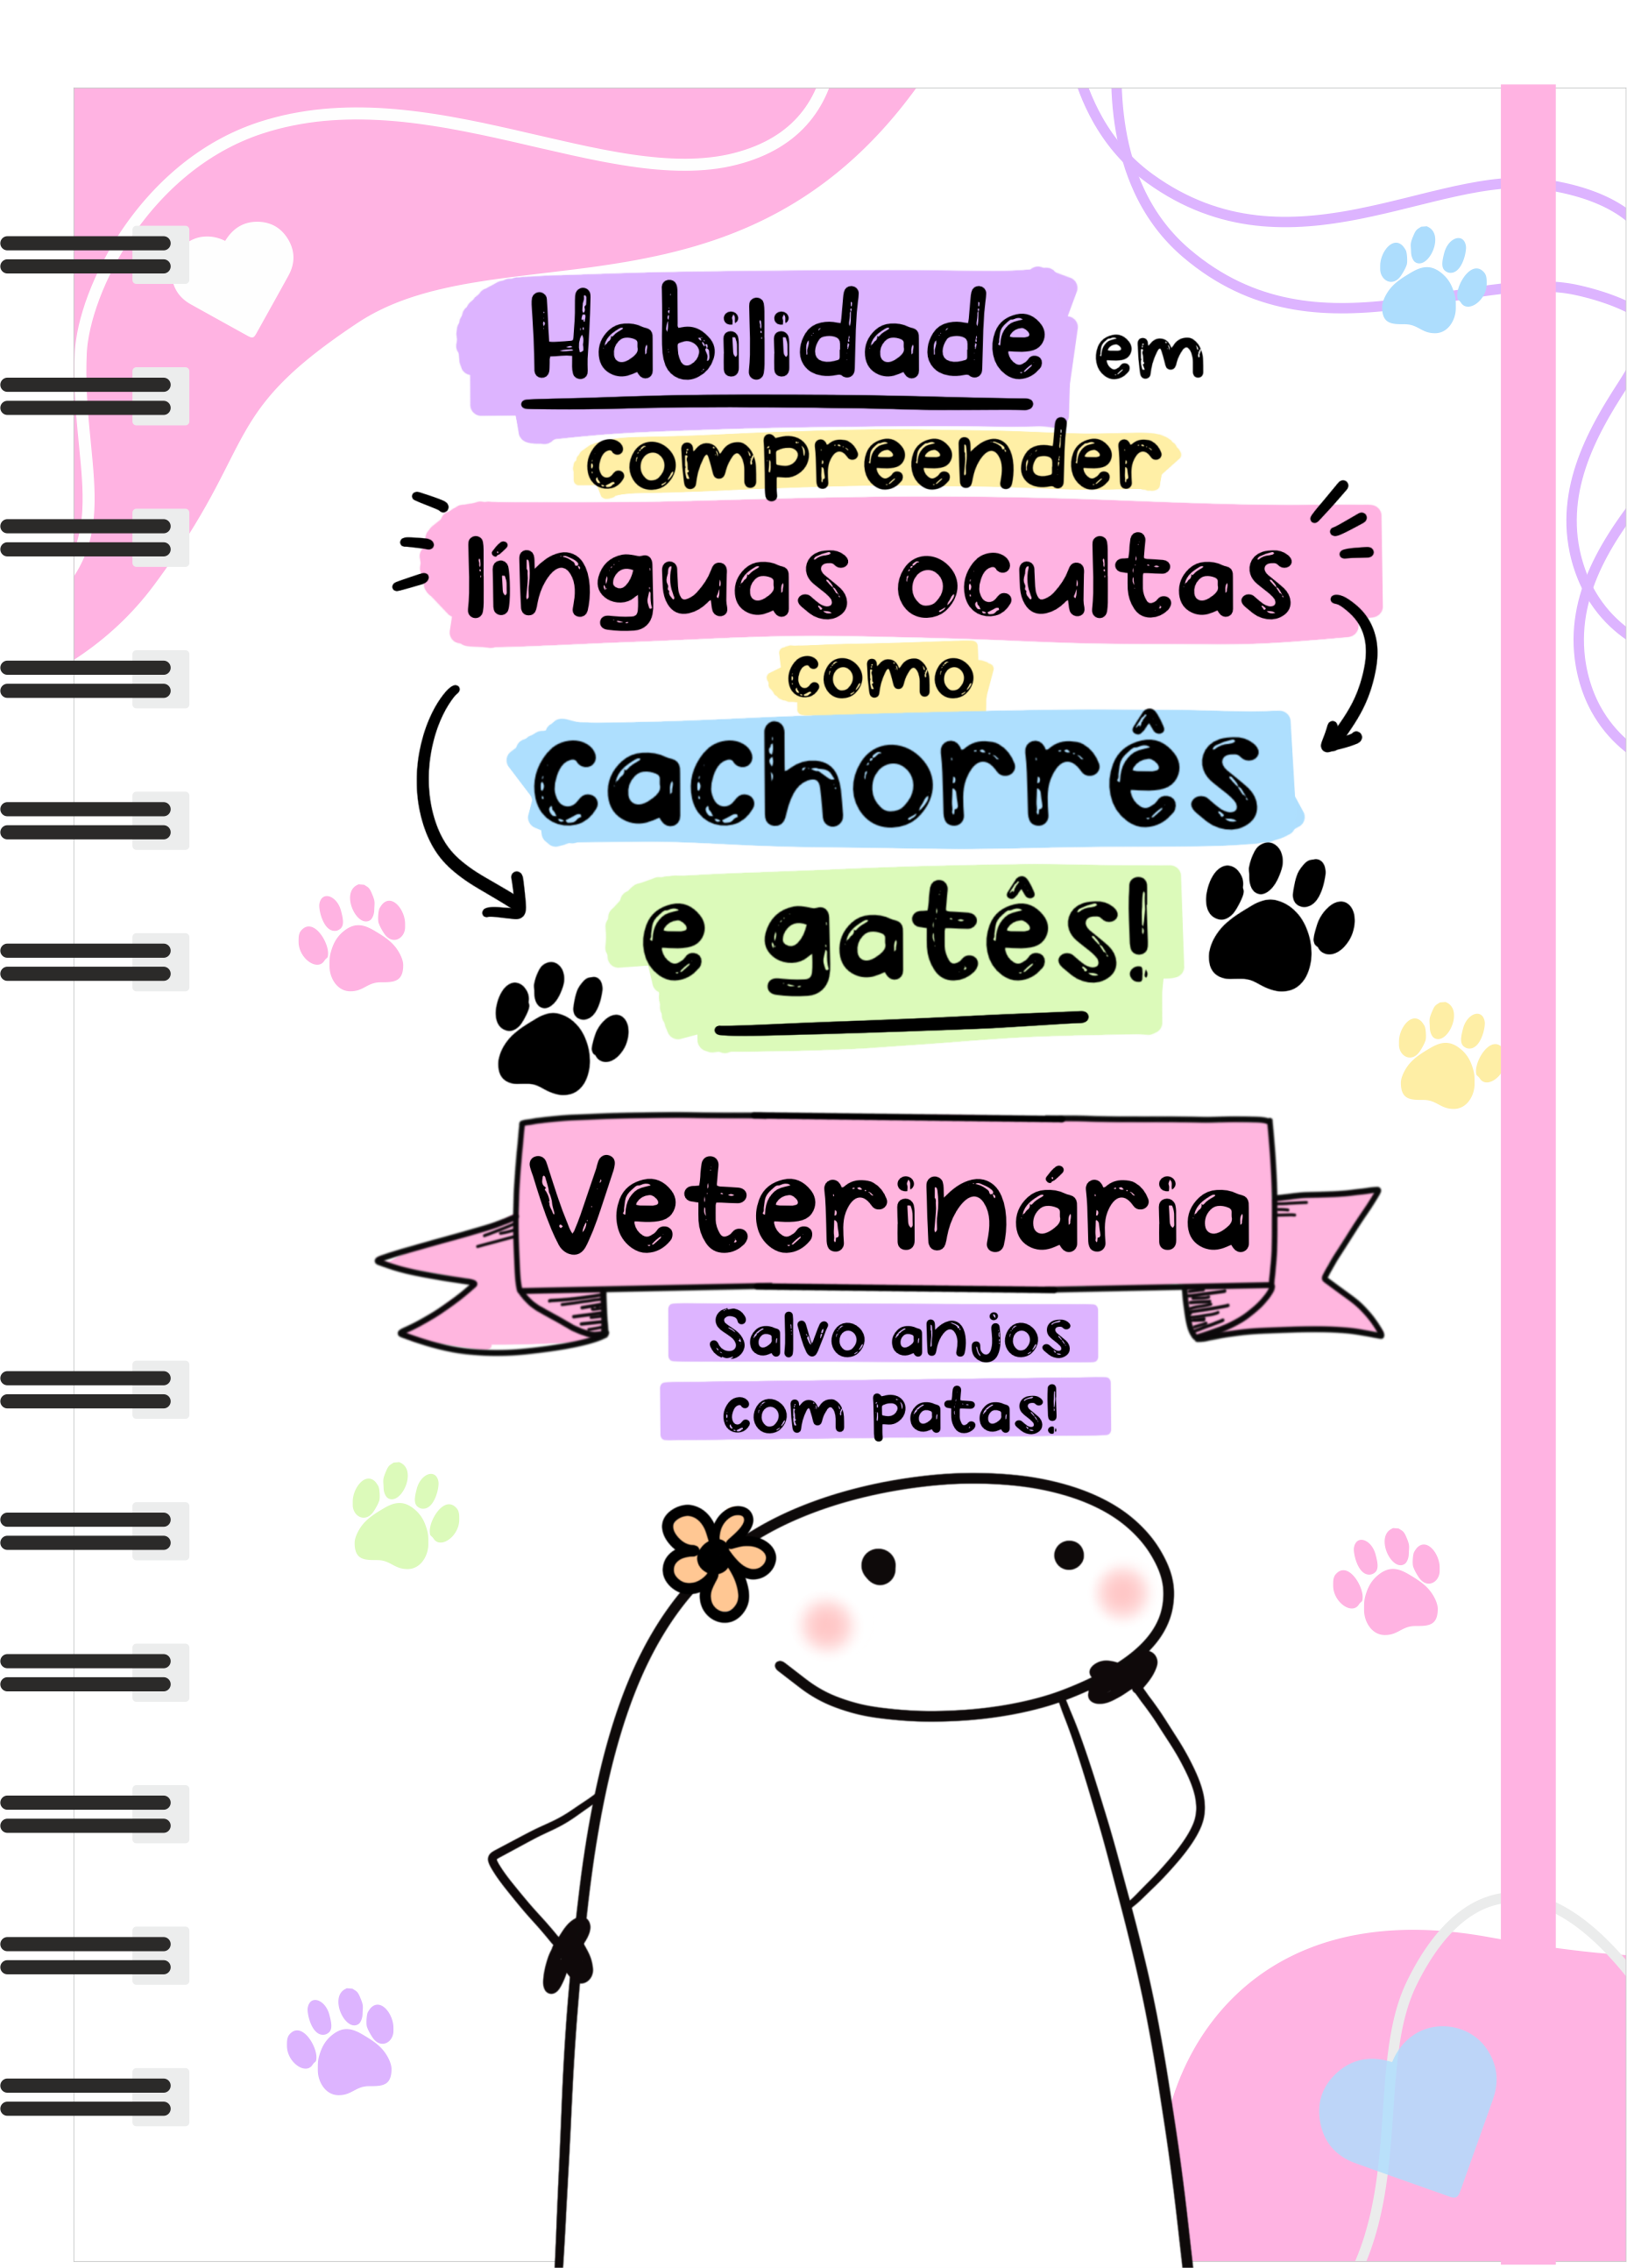 Habilidade em
compreender
línguas ocultas
como
cachorrês
e gatês!
Veterinária
Salvo anjos
com patas!